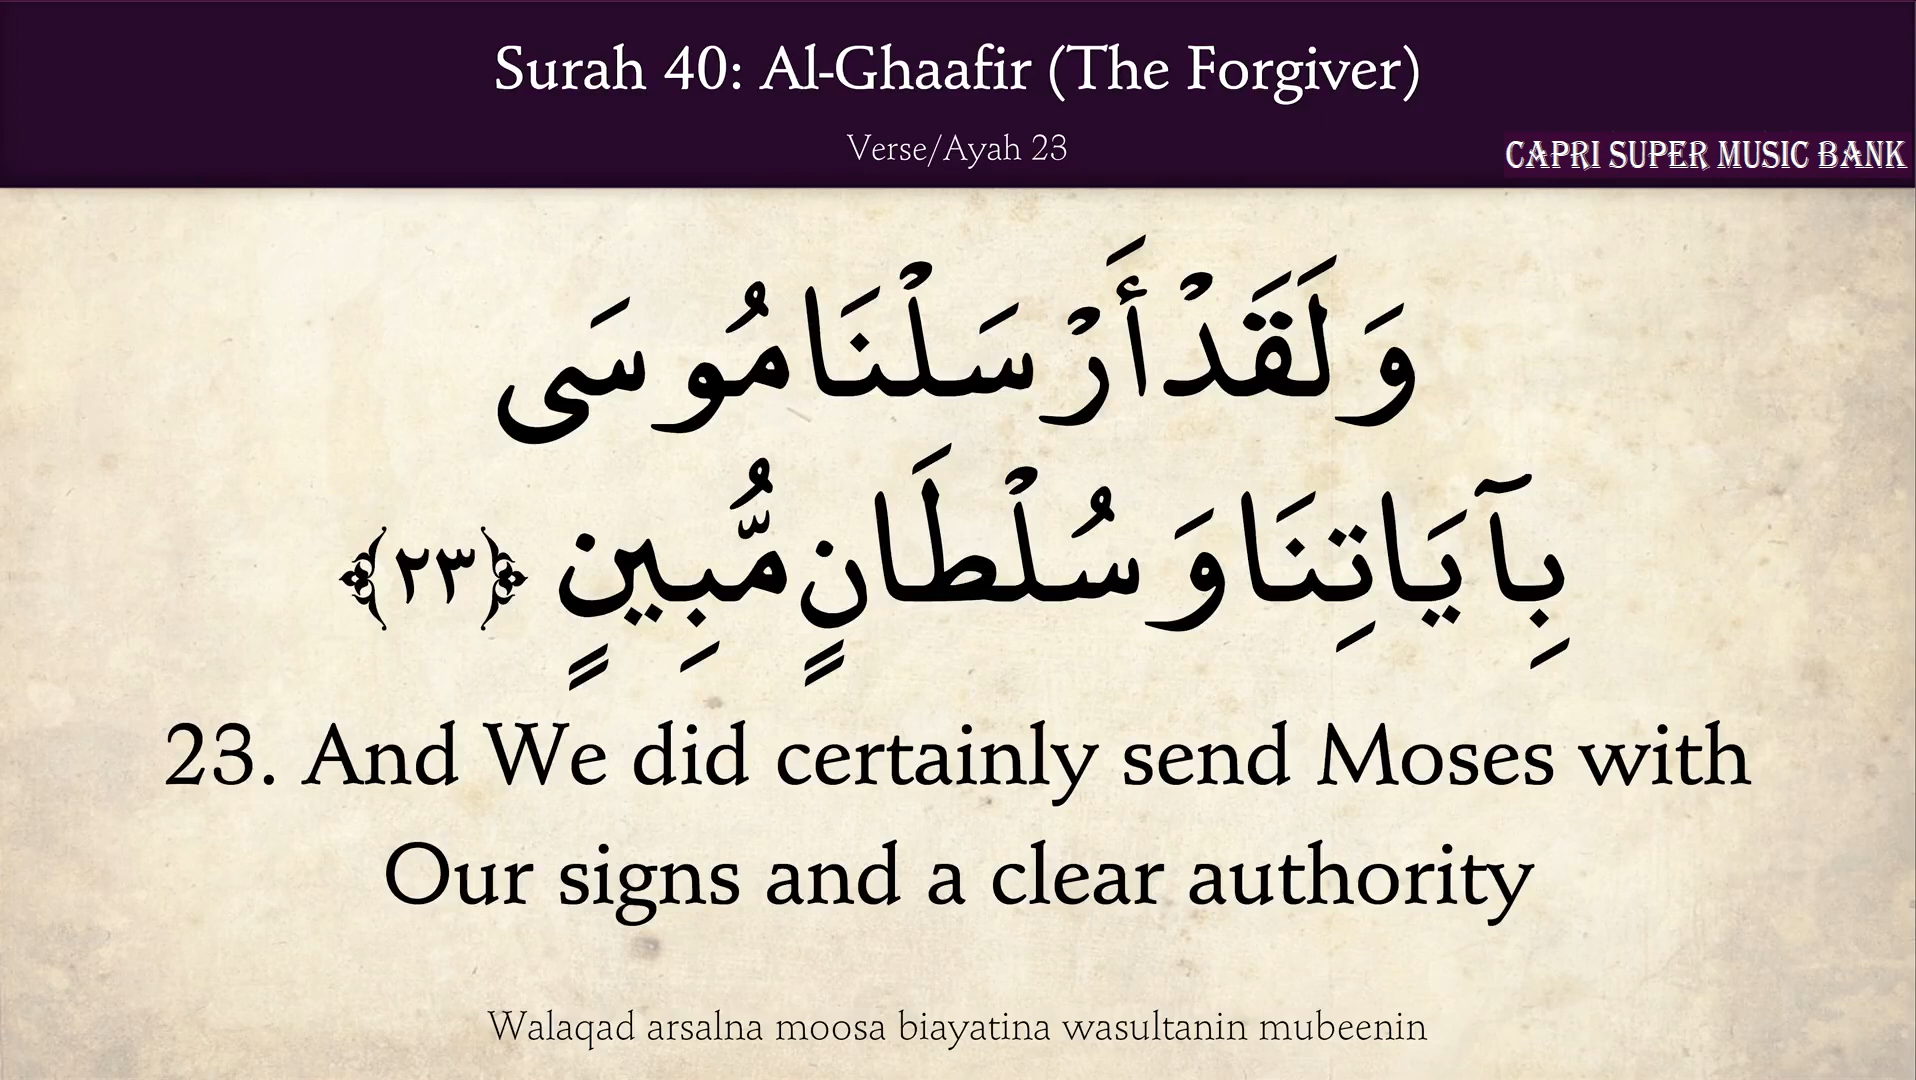 Surah 40: Al-Ghaafir (The Forgiver)
Verse/Ayah 23
CAPRI SUPER MUSIC BANK
وَلَقَدْ أَرْسَلْنَا مُوسَى
بِآيَاتِنَا وَسُلْطَانٍ مُّبِينٍ ﴿٢٣﴾
23. And We did certainly send Moses with
Our signs and a clear authority
Walaqad arsalna moosa biayatina wasultanin mubeenin